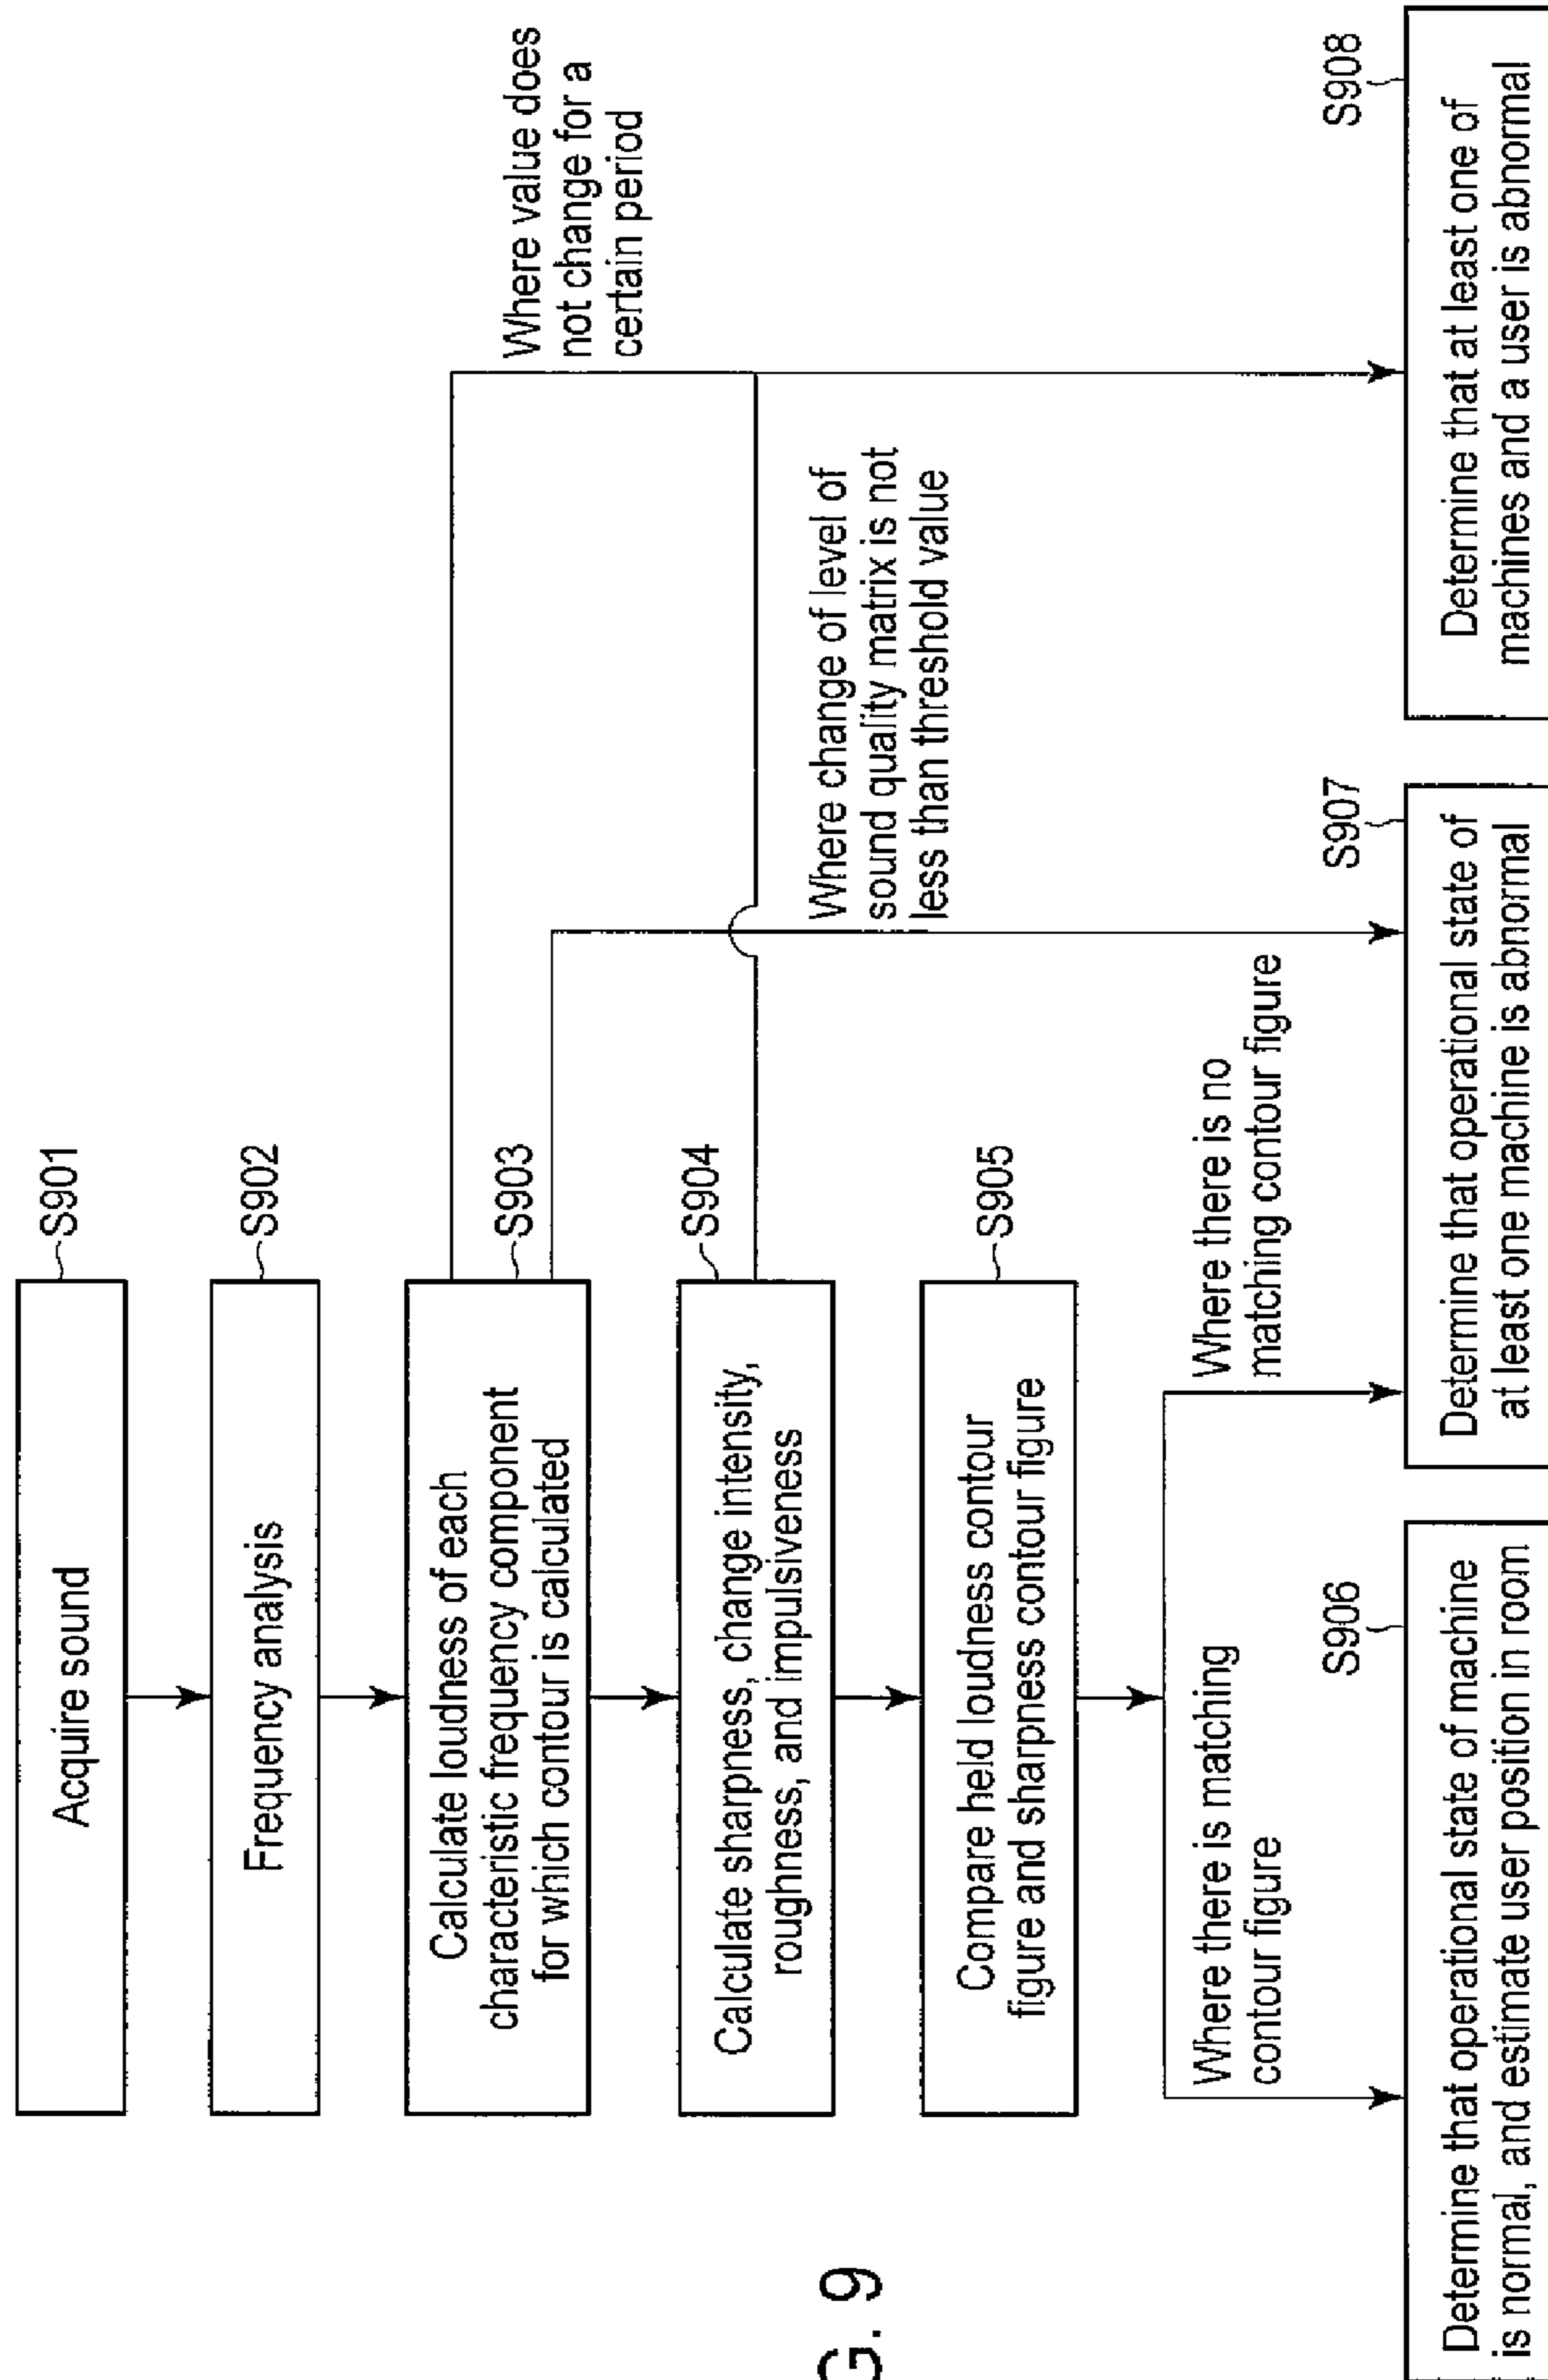 S901
Acquire sound
S902
Frequency analysis
S903
Calculate loudness of each
characteristic frequency component
for which contour is calculated
Where value does
not change for a
certain period
S904
Calculate sharpness, change intensity,
roughness, and impulsiveness
Where change of level of
sound quality matrix is not
less than threshold value
S905
Compare held loudness contour
figure and sharpness contour figure
Where there is matching
contour figure
Where there is no
matching contour figure
S906
Determine that operational state of machine
is normal, and estimate user position in room
S907
Determine that operational state of
at least one machine is abnormal
S908
Determine that at least one of
machines and a user is abnormal
G. 9